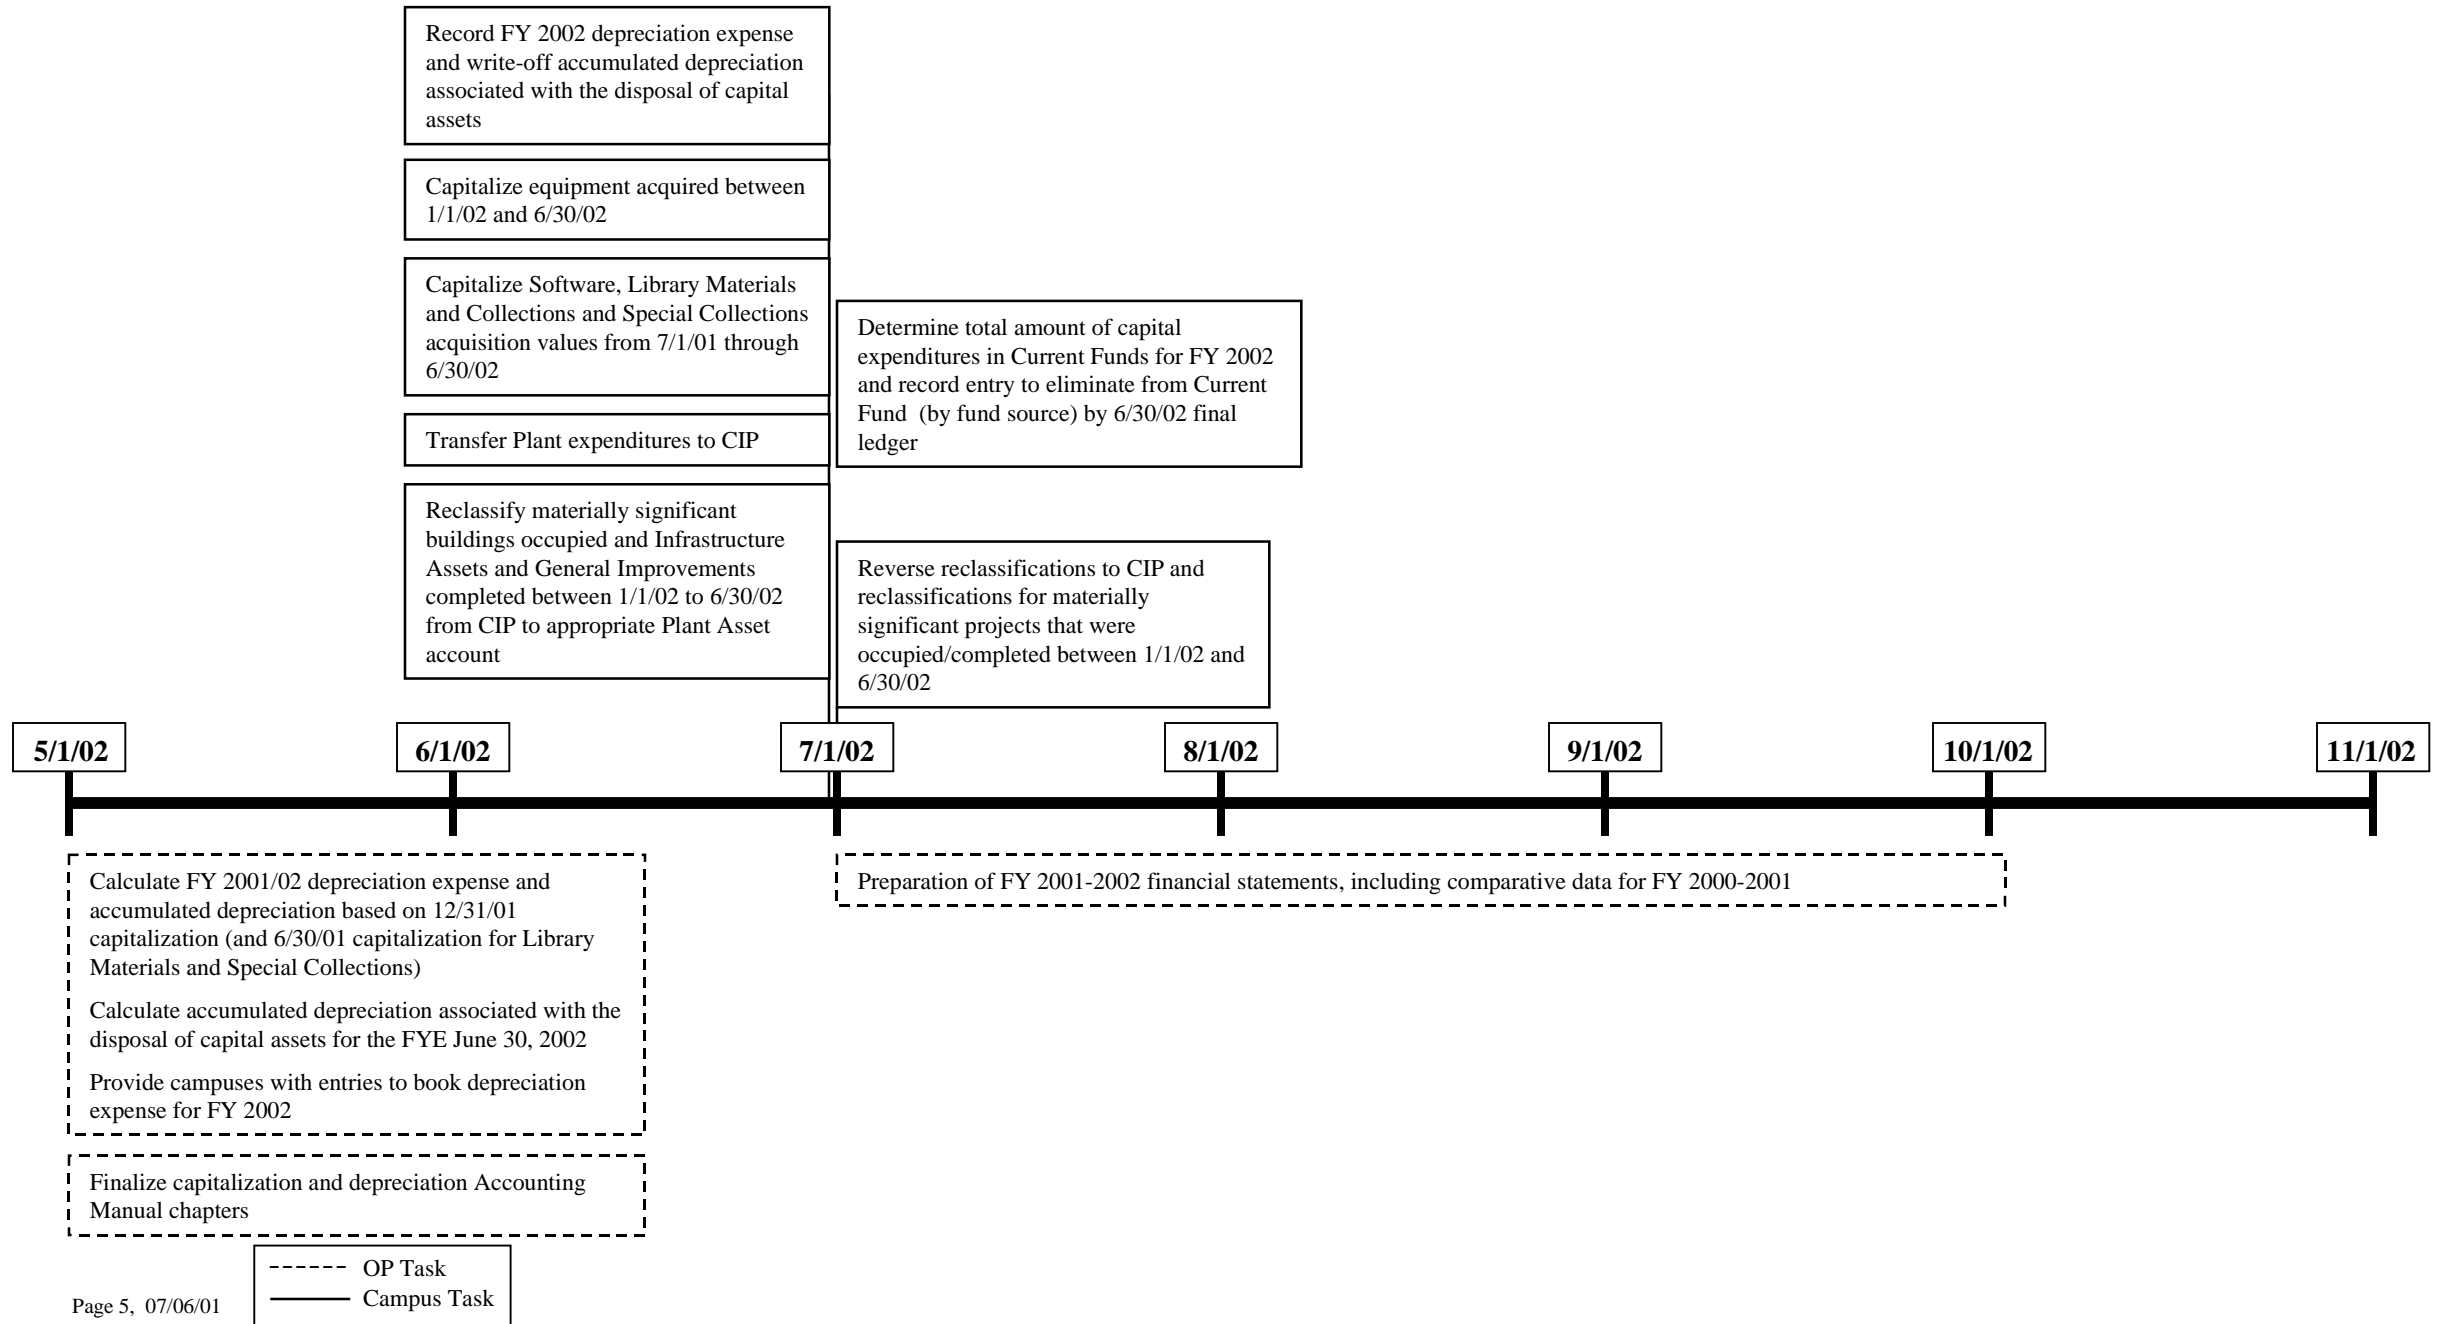 Record FY 2002 depreciation expense
and write-off accumulated depreciation
associated with the disposal of capital
assets
Capitalize equipment acquired between
1/1/02 and 6/30/02
Capitalize Software, Library Materials
and Collections and Special Collections
acquisition values from 7/1/01 through
6/30/02
Transfer Plant expenditures to CIP
Reclassify materially significant
buildings occupied and Infrastructure
Assets and General Improvements
completed between 1/1/02 to 6/30/02
from CIP to appropriate Plant Asset
account
Determine total amount of capital
expenditures in Current Funds for FY 2002
and record entry to eliminate from Current
Fund  (by fund source) by 6/30/02 final
ledger
Reverse reclassifications to CIP and
reclassifications for materially
significant projects that were
occupied/completed between 1/1/02 and
6/30/02
5/1/02
6/1/02
7/1/02
8/1/02
9/1/02
10/1/02
11/1/02
Calculate FY 2001/02 depreciation expense and
accumulated depreciation based on 12/31/01
capitalization (and 6/30/01 capitalization for Library
Materials and Special Collections)
Calculate accumulated depreciation associated with the
disposal of capital assets for the FYE June 30, 2002
Provide campuses with entries to book depreciation
expense for FY 2002
Preparation of FY 2001-2002 financial statements, including comparative data for FY 2000-2001
Finalize capitalization and depreciation Accounting
Manual chapters
OP Task
Campus Task
Page 5,  07/06/01